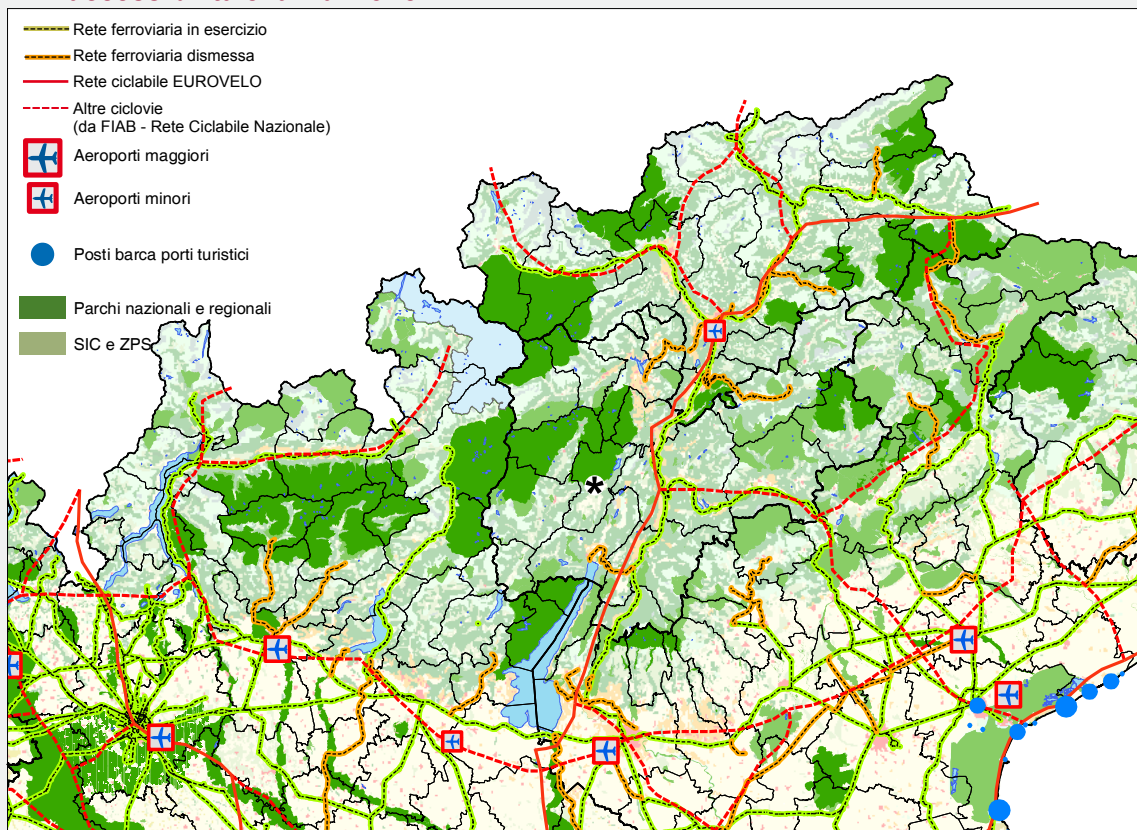 Rete ferroviaria in esercizio
Rete ferroviaria dismessa
Rete ciclabile EUROVELO
Altre ciclovie
(da FIAB - Rete Ciclabile Nazionale)
Aeroporti maggiori
Aeroporti minori
Posti barca porti turistici
Parchi nazionali e regionali
SIC e ZPS
*